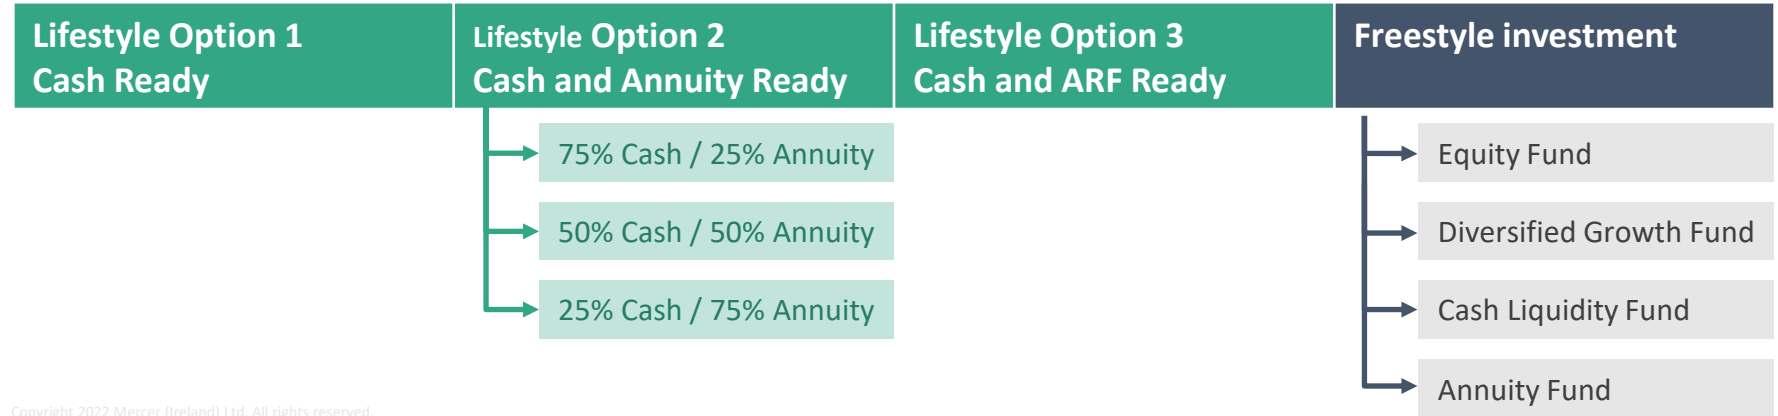 Lifestyle Option 1
Cash Ready
Lifestyle Option 2
Cash and Annuity Ready
Lifestyle Option 3
Cash and ARF Ready
Freestyle investment
75% Cash / 25% Annuity
50% Cash / 50% Annuity
25% Cash / 75% Annuity
Equity Fund
Diversified Growth Fund
Cash Liquidity Fund
Annuity Fund
Copyright 2022 Mercer (Ireland) Ltd. All rights reserved.